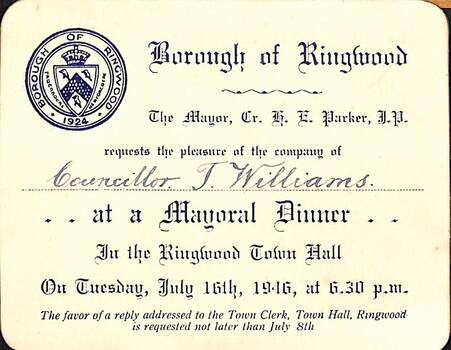 BOROUGH OF RINGWOOD
1924
Borough of Ringwood
The Mayor, Cr. H. E. Parker, J.P.
requests the pleasure of the company of
Councillor. T. Williams.
. . at a Mayoral Dinner . .
In the Ringwood Town Hall
On Tuesday, July 16th, 1946, at 6.30 p.m.
The favor of a reply addressed to the Town Clerk, Town Hall, Ringwood
is requested not later than July 8th